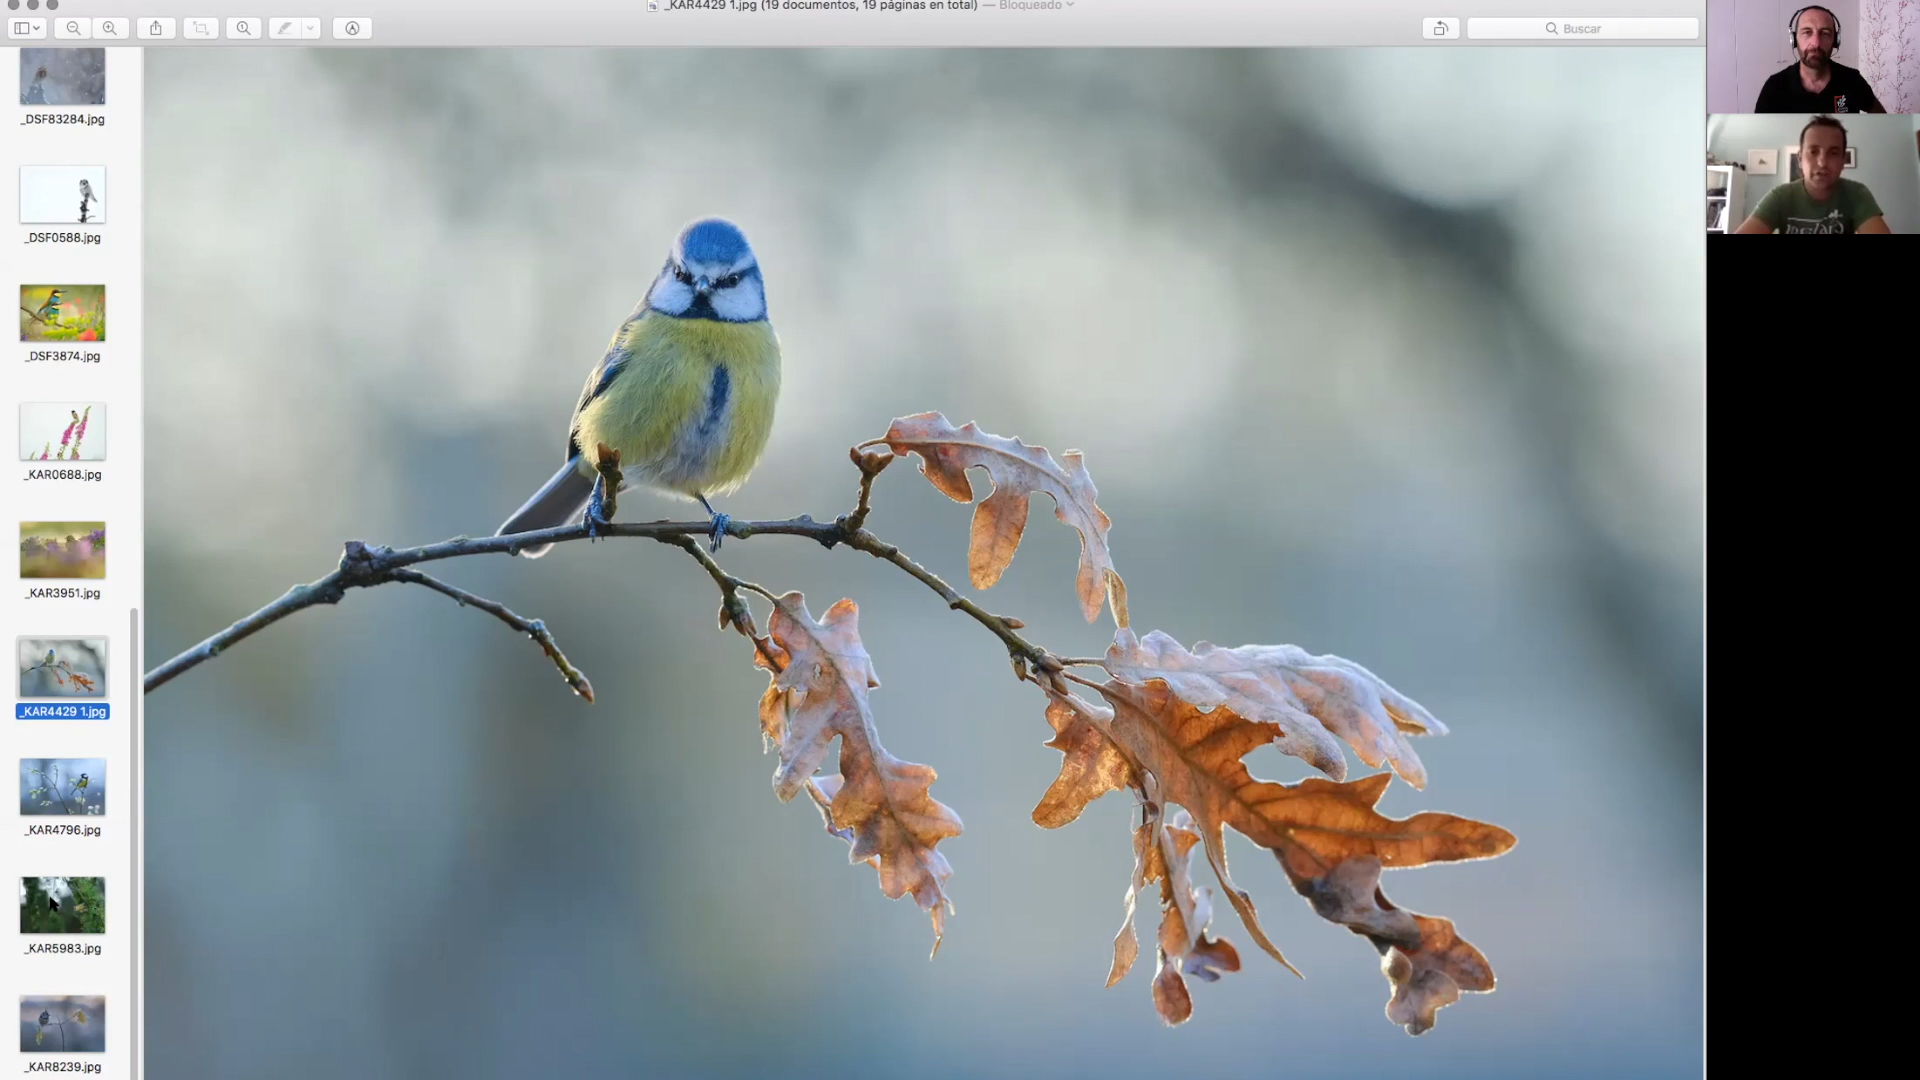 _KAR4429 1.jpg (19 documentos, 19 páginas en total) — Bloqueado
Buscar
_DSF83284.jpg
_DSF0588.jpg
_DSF3874.jpg
_KAR0688.jpg
_KAR3951.jpg
_KAR4429 1.jpg
_KAR4796.jpg
_KAR5983.jpg
_KAR8239.jpg